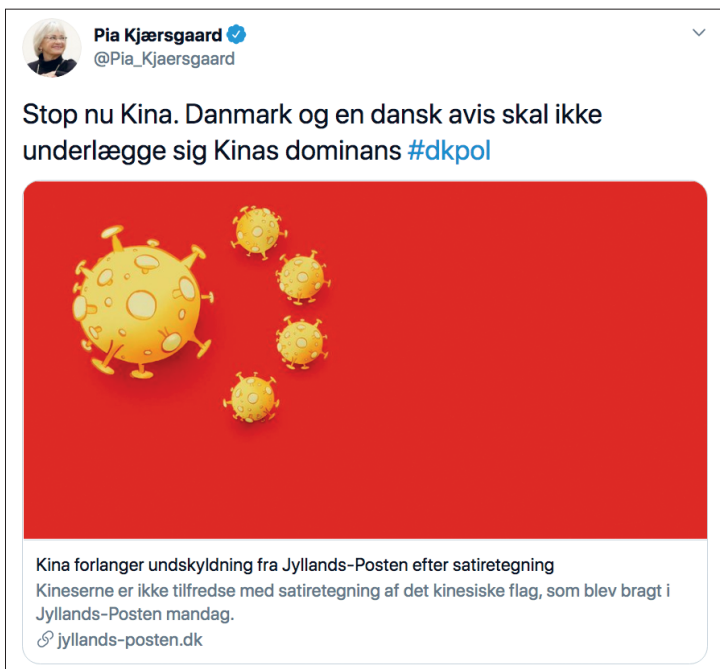 Pia Kjærsgaard
@Pia_Kjaersgaard
Stop nu Kina. Danmark og en dansk avis skal ikke
underlægge sig Kinas dominans #dkpol
Kina forlanger undskyldning fra Jyllands-Posten efter satiretegning
Kineserne er ikke tilfredse med satiretegning af det kinesiske flag, som blev bragt i
Jyllands-Posten mandag.
jyllands-posten.dk